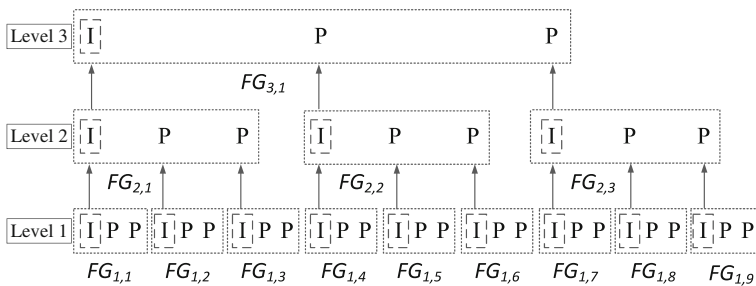 Level 3 I P P
FG3,1
Level 2 I P P I P P I P P
FG2,1 FG2,2 FG2,3
Level 1 I P P I P P I P P I P P I P P I P P I P P I P P I P P
FG1,1 FG1,2 FG1,3 FG1,4 FG1,5 FG1,6 FG1,7 FG1,8 FG1,9